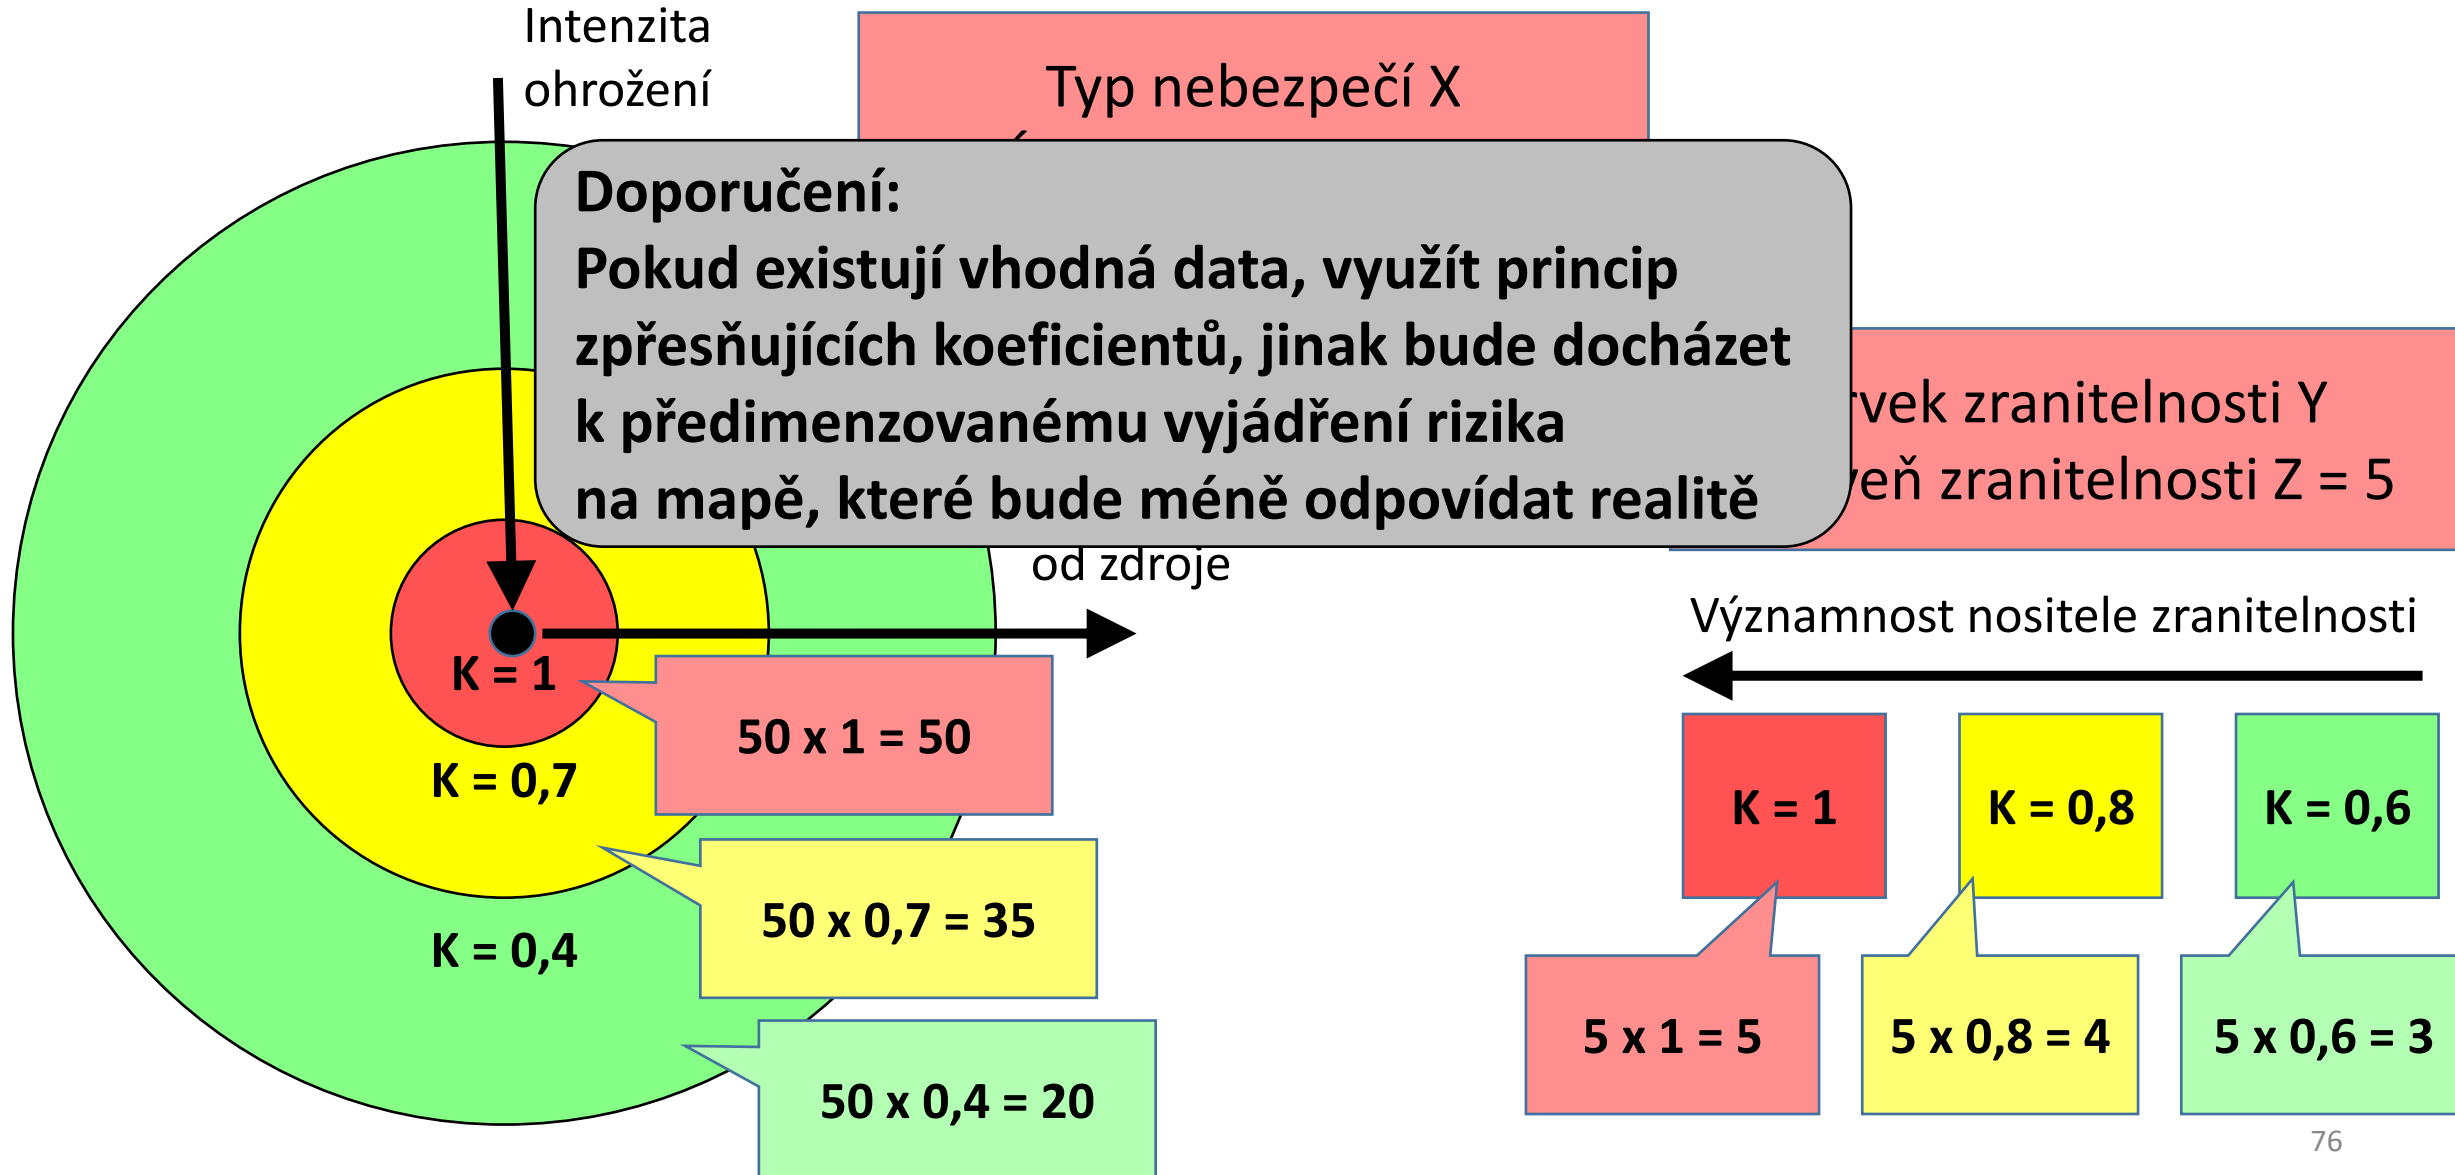 Intenzita
ohrožení
Typ nebezpečí X
Doporučení:
Pokud existují vhodná data, využít princip
zpřesňujících koeficientů, jinak bude docházet
k předimenzovanému vyjádření rizika
na mapě, které bude méně odpovídat realitě
zranitelnosti Y
zranitelnosti Z = 5
od zdroje
Významnost nositele zranitelnosti
K = 1
50 x 1 = 50
K = 0,7
50 x 0,7 = 35
K = 0,4
50 x 0,4 = 20
K = 1
K = 0,8
K = 0,6
5 x 1 = 5
5 x 0,8 = 4
5 x 0,6 = 3
76